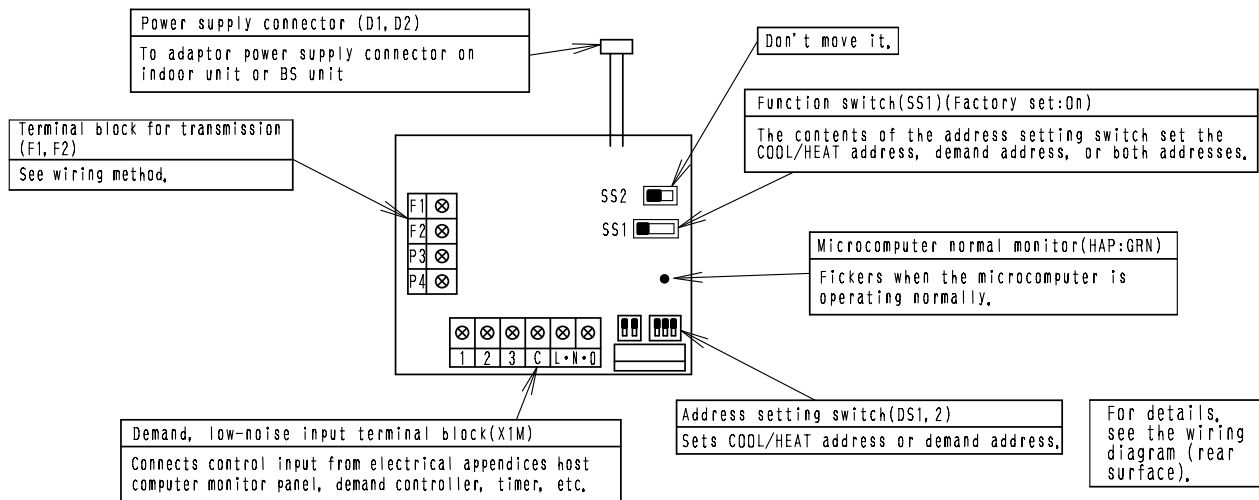 Power supply connector (D1,D2)
To adaptor power supply connector on
indoor unit or BS unit
Don't move it.
Function switch(SS1)(Factory set:On)
The contents of the address setting switch set the
COOL/HEAT address, demand address, or both addresses.
Terminal block for transmission
(F1,F2)
See wiring method.
SS2
SS1
F1
F2
P3
P4
Microcomputer normal monitor(HAP:GRN)
Fickers when the microcomputer is
operating normally.
1 2 3 C L•N•O
Address setting switch(DS1,2)
Sets COOL/HEAT address or demand address.
For details,
see the wiring
diagram (rear
surface).
Demand, low-noise input terminal block(X1M)
Connects control input from electrical appendices host
computer monitor panel, demand controller, timer, etc.